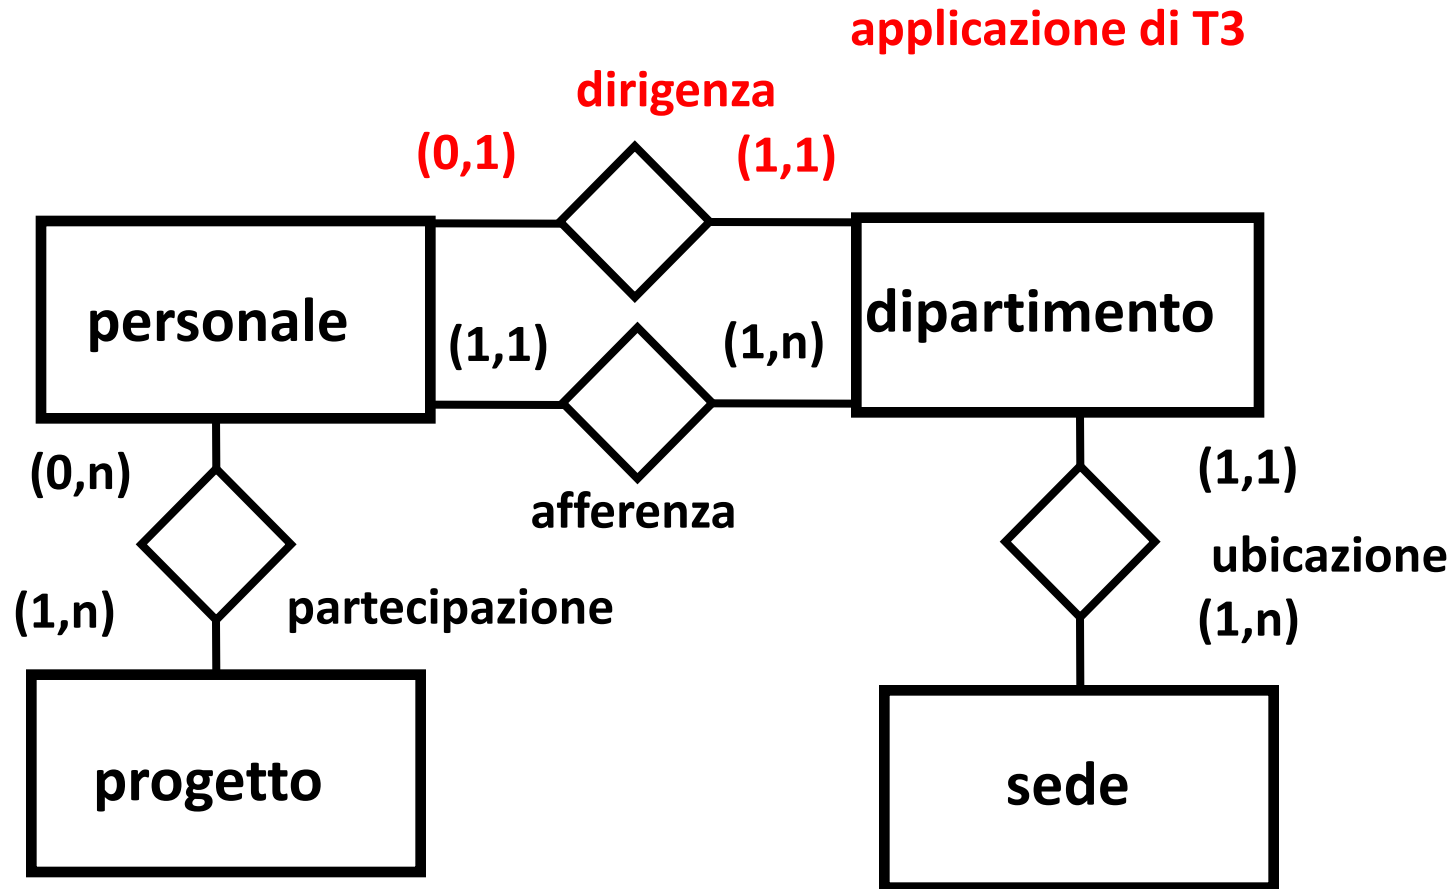 applicazione di T3
dirigenza
(0,1)
(1,1)
personale
dipartimento
(1,1)
(1,n)
afferenza
(0,n)
(1,1)
partecipazione
ubicazione
(1,n)
(1,n)
progetto
sede